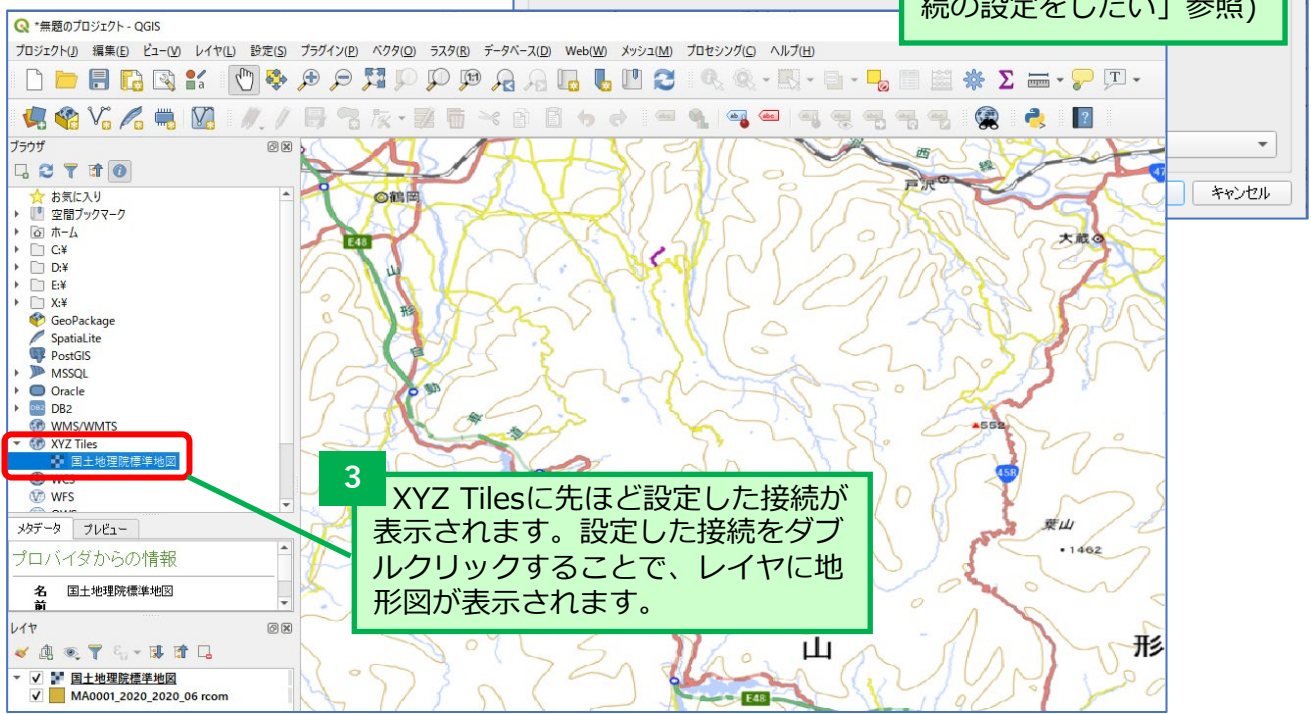 続の設定をしたい」参照)
キャンセル
*無題のプロジェクト - QGIS
プロジェクト(J) 編集(E) ビュー(V) レイヤ(L) 設定(S) プラグイン(P) ベクタ(O) ラスタ(R) データベース(D) Web(W) メッシュ(M) プロセシング(C) ヘルプ(H)
ブラウザ
お気に入り
空間ブックマーク
ホーム
C:¥
D:¥
E:¥
X:¥
GeoPackage
SpatiaLite
PostGIS
MSSQL
Oracle
DB2
WMS/WMTS
XYZ Tiles
国土地理院標準地図
WCS
WFS
メタデータ プレビュー
プロバイダからの情報
名前 国土地理院標準地図
レイヤ
国土地理院標準地図
MA0001_2020_2020_06 rcom
鶴岡
E48
山形自動車道
西線
戸沢
47
大蔵
552
458
葉山
1462
山 形
E48
3
XYZ Tilesに先ほど設定した接続が
表示されます。設定した接続をダブ
ルクリックすることで、レイヤに地
形図が表示されます。